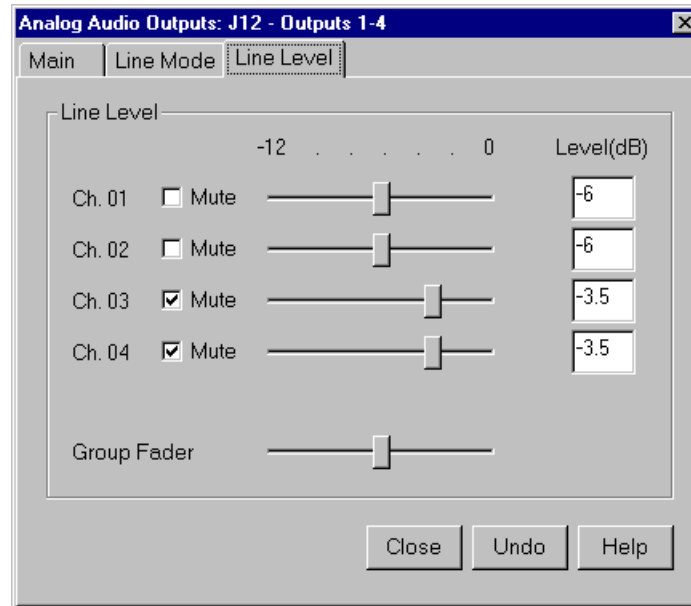 Analog Audio Outputs: J12 - Outputs 1-4
Main Line Mode Line Level
Line Level
-12 . . . . . 0 Level(dB)
Ch. 01 Mute -6
Ch. 02 Mute -6
Ch. 03 Mute -3.5
Ch. 04 Mute -3.5
Group Fader
Close Undo Help